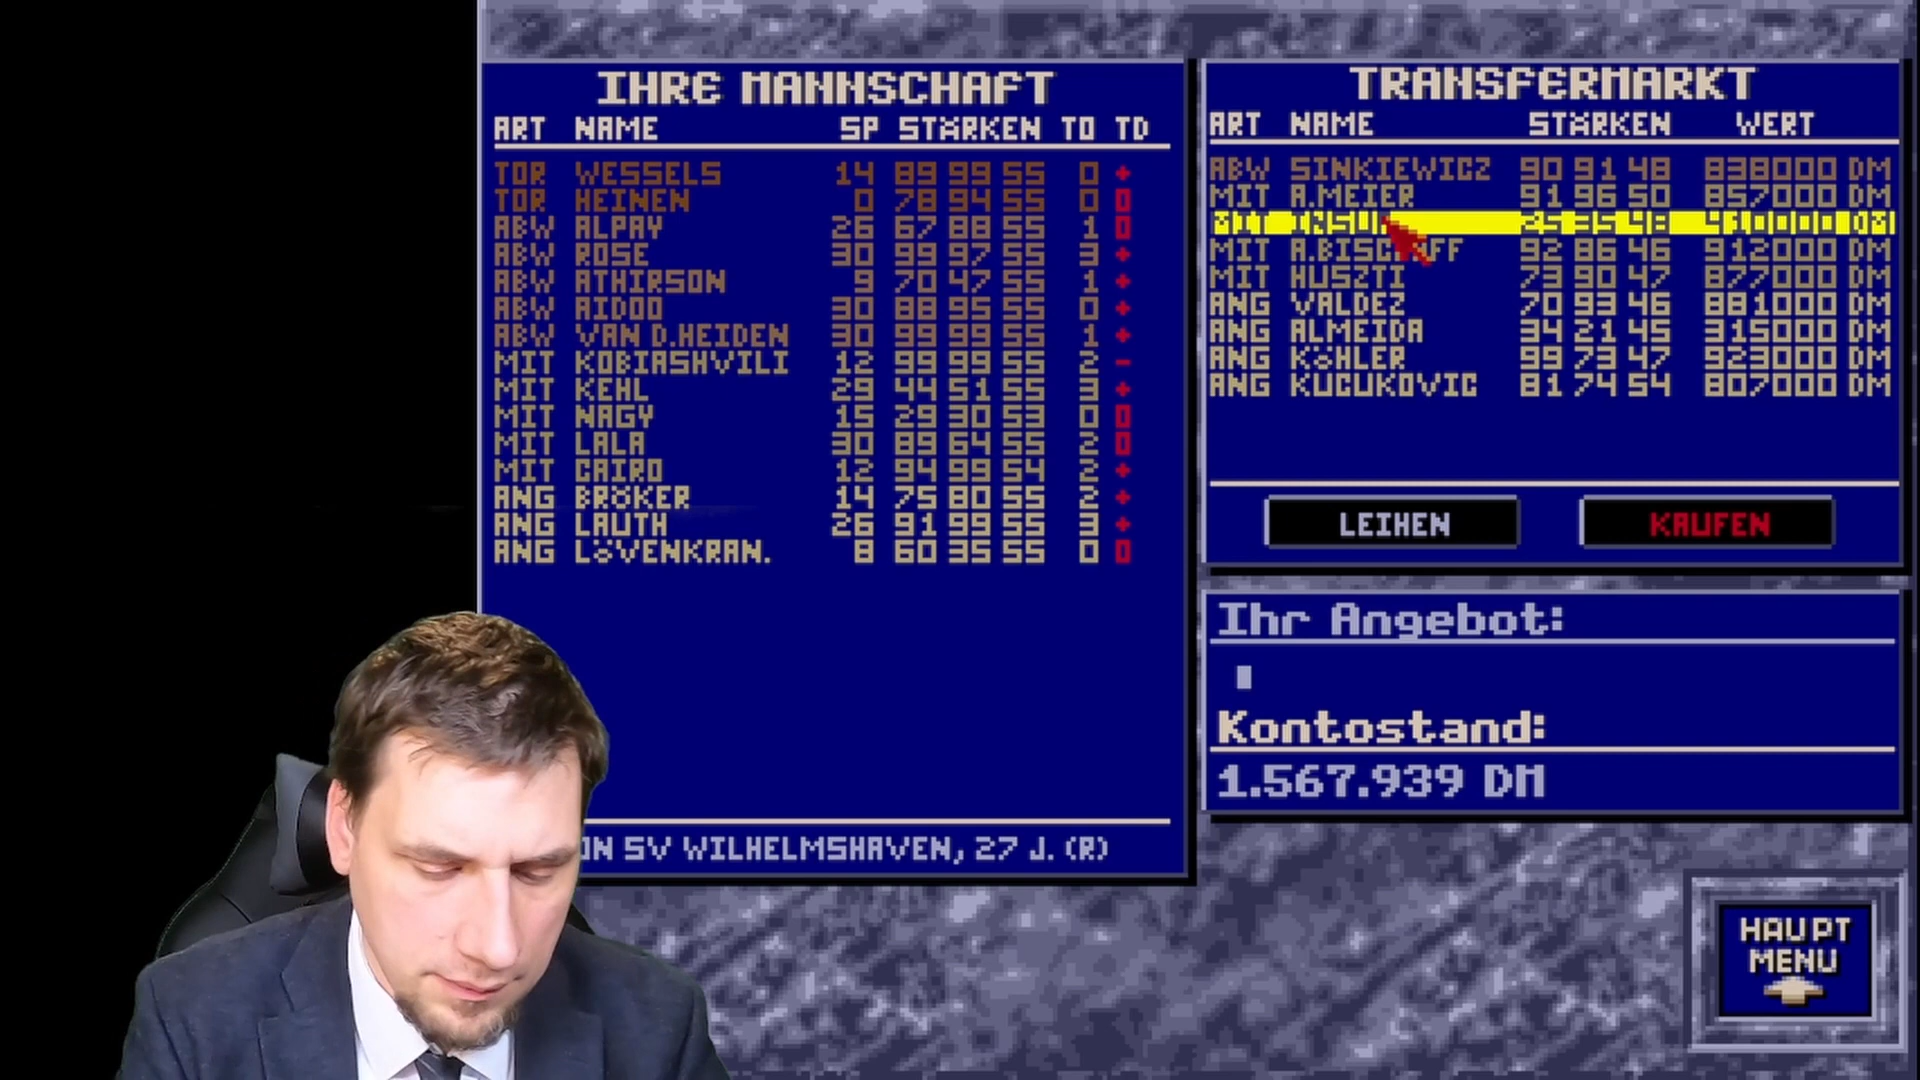 IHRE MANNSCHAFT
ART NAME SP STÄRKEN TO TD
TOR WESSELS 14 89 99 55 0 +
TOR HEINEN 0 78 94 55 0 0
ABW ALPAY 26 67 88 55 1 0
ABW ROSE 30 99 97 55 3 +
ABW ATHIRSON 9 70 47 55 1 +
ABW AIDOO 30 88 95 55 0 +
ABW VAN D.HEIDEN 30 99 99 55 1 +
MIT KOBIASHVILI 12 99 99 55 2 -
MIT KEHL 29 44 51 55 3 +
MIT NAGY 15 29 30 53 0 0
MIT LALA 30 89 64 55 2 0
MIT CAIRO 12 94 99 54 2 +
ANG BRÖKER 14 75 80 55 2 +
ANG LAUTH 26 91 99 55 3 +
ANG LÖVENKRAN. 8 60 35 55 0 0
IN SV WILHELMSHAVEN, 27 J. (R)
TRANSFERMARKT
ART NAME STÄRKEN WERT
ABW SINKIEWICZ 90 91 48 838000 DM
MIT A.MEIER 91 96 50 857000 DM
MIT 25 35 48 410000 DM
MIT 92 86 46 912000 DM
MIT HUSZTI 73 90 47 877000 DM
ANG VALDEZ 70 93 46 881000 DM
ANG ALMEIDA 34 21 45 315000 DM
ANG KÖHLER 99 73 47 923000 DM
ANG KUCUKOVIC 81 74 54 807000 DM
LEIHEN KAUFEN
Ihr Angebot:
Kontostand:
1.567.939 DM
HAUPT
MENU